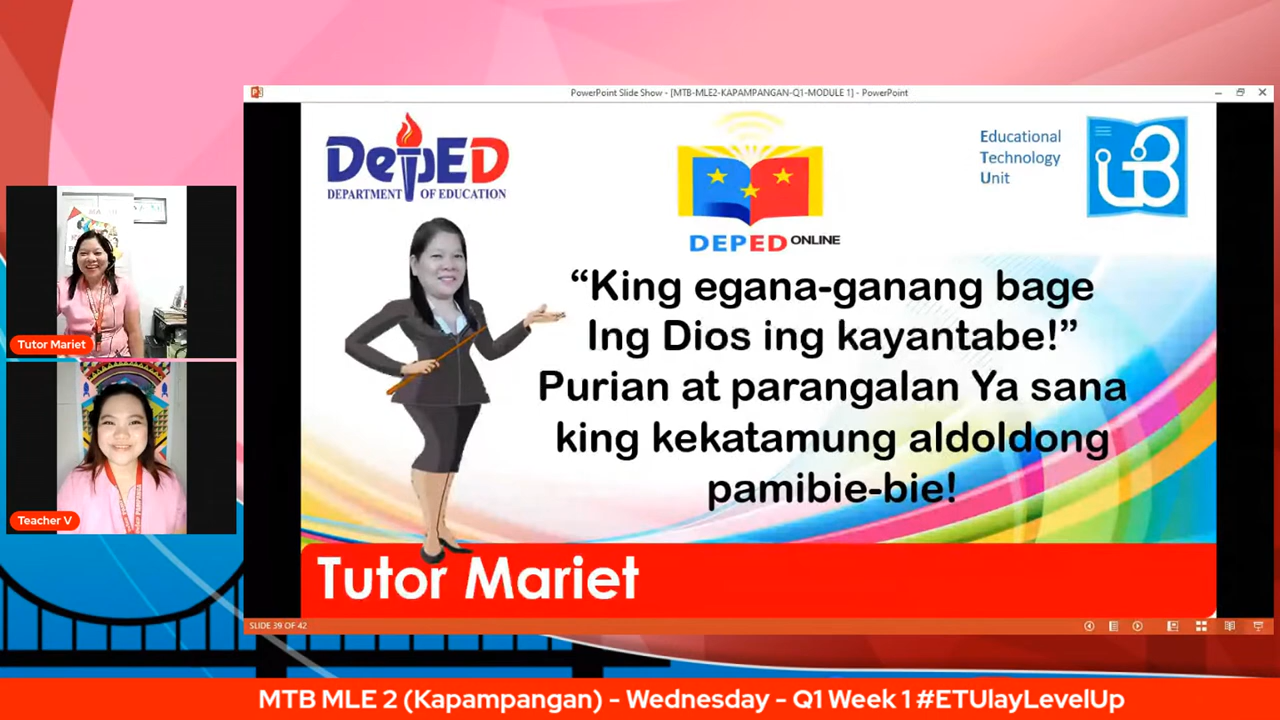 PowerPoint Slide Show - [MTB-MLE2-KAPAMPANGAN-Q1-MODULE 1] - PowerPoint
DepED
DEPARTMENT OF EDUCATION
DEPED ONLINE
Educational
Technology
Unit
“King egana-ganang bage
Ing Dios ing kayantabe!”
Purian at parangalan Ya sana
king kekatamung aldoldong
pamibie-bie!
Tutor Mariet
Tutor Mariet
Teacher V
SLIDE 39 OF 42
MTB MLE 2 (Kapampangan) - Wednesday - Q1 Week 1 #ETUlayLevelUp